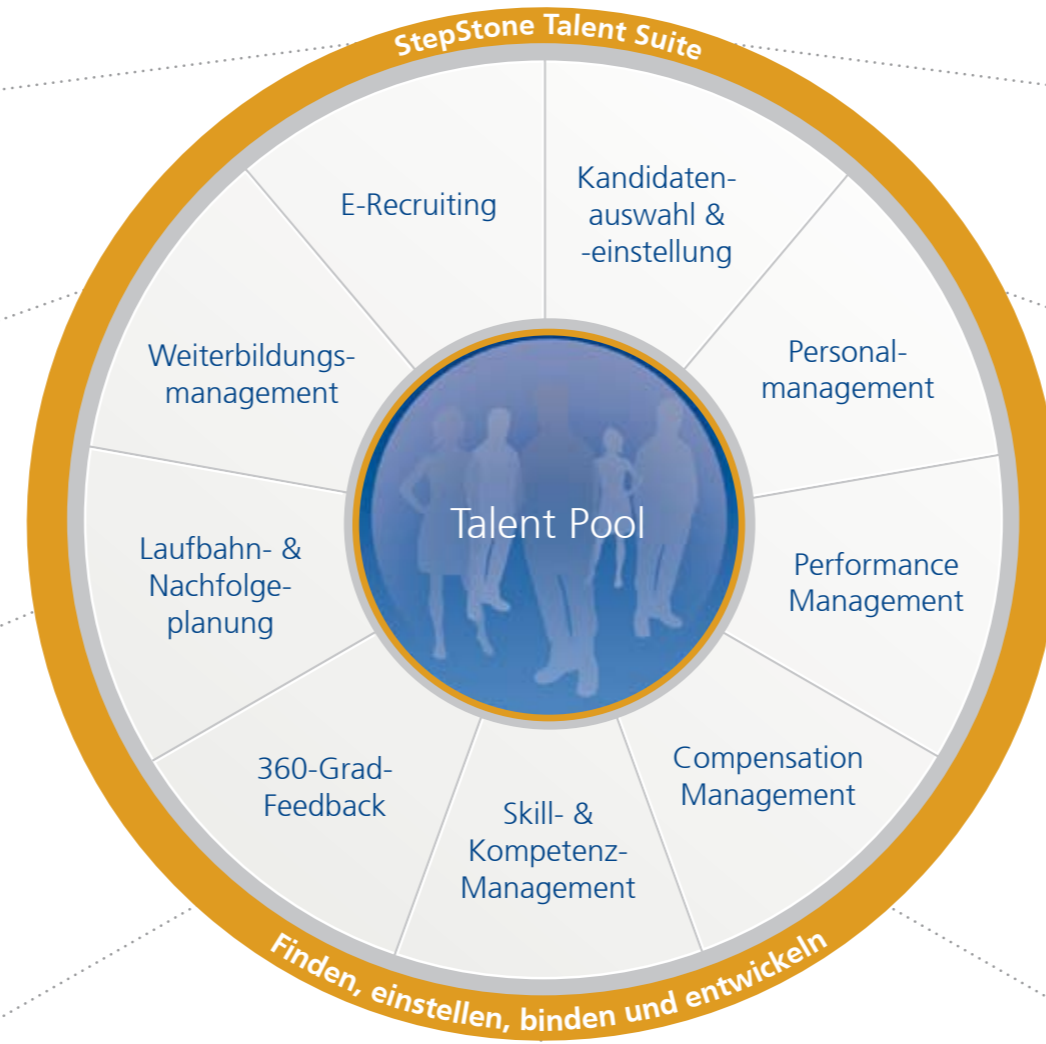 StepStone Talent Suite
E-Recruiting
Kandidaten-
auswahl &
-einstellung
Personal-
management
Performance
Management
Compensation
Management
Skill- &
Kompetenz-
Management
360-Grad-
Feedback
Laufbahn- &
Nachfolge-
planung
Weiterbildungs-
management
Talent Pool
Finden, einstellen, binden und entwickeln